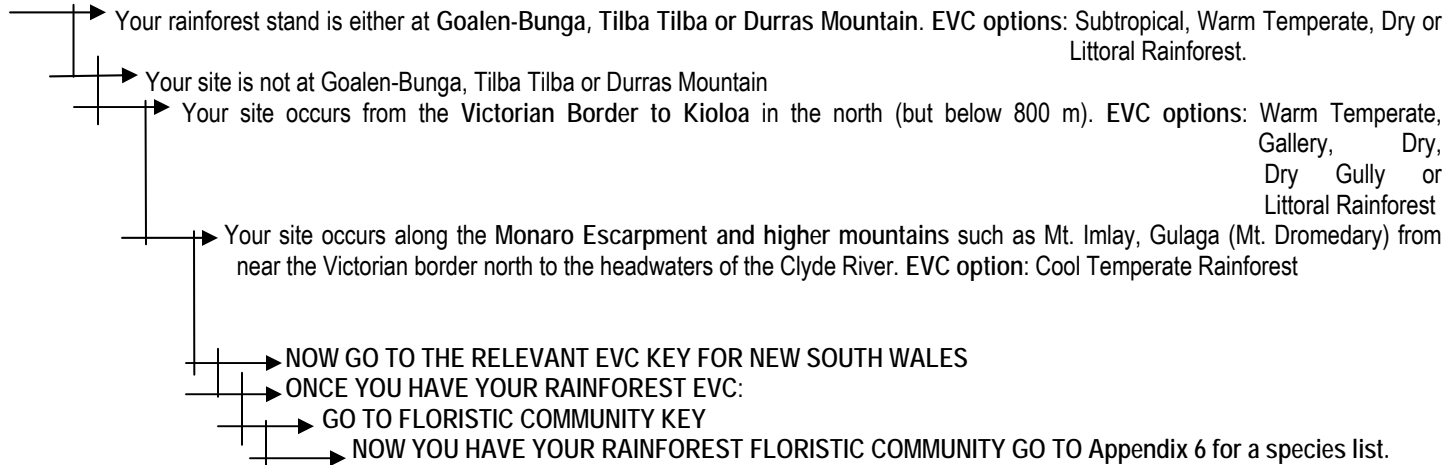 Your rainforest stand is either at Goalen-Bunga, Tilba Tilba or Durras Mountain. EVC options: Subtropical, Warm Temperate, Dry or
Littoral Rainforest.
Your site is not at Goalen-Bunga, Tilba Tilba or Durras Mountain
Your site occurs from the Victorian Border to Kioloa in the north (but below 800 m). EVC options: Warm Temperate,
Gallery, Dry,
Dry Gully or
Littoral Rainforest
Your site occurs along the Monaro Escarpment and higher mountains such as Mt. Imlay, Gulaga (Mt. Dromedary) from
near the Victorian border north to the headwaters of the Clyde River. EVC option: Cool Temperate Rainforest
NOW GO TO THE RELEVANT EVC KEY FOR NEW SOUTH WALES
ONCE YOU HAVE YOUR RAINFOREST EVC:
GO TO FLORISTIC COMMUNITY KEY
NOW YOU HAVE YOUR RAINFOREST FLORISTIC COMMUNITY GO TO Appendix 6 for a species list.